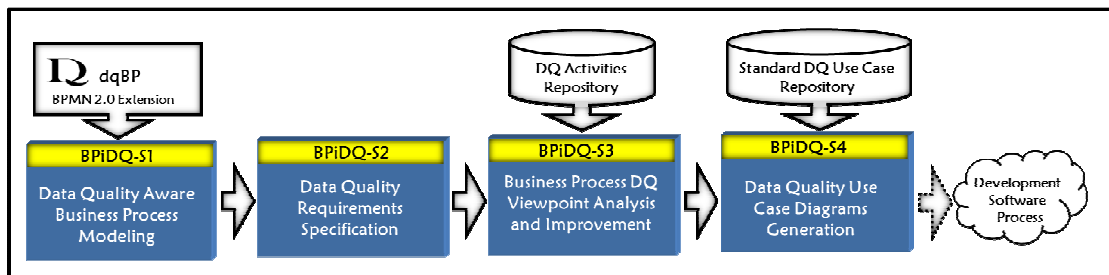 IQ dqBP
BPMN 2.0 Extension
DQ Activities
Repository
Standard DQ Use Case
Repository
BPiDQ-S1
Data Quality Aware
Business Process
Modeling
BPiDQ-S2
Data Quality
Requirements
Specification
BPiDQ-S3
Business Process DQ
Viewpoint Analysis
and Improvement
BPiDQ-S4
Data Quality Use
Case Diagrams
Generation
Development
Software
Process